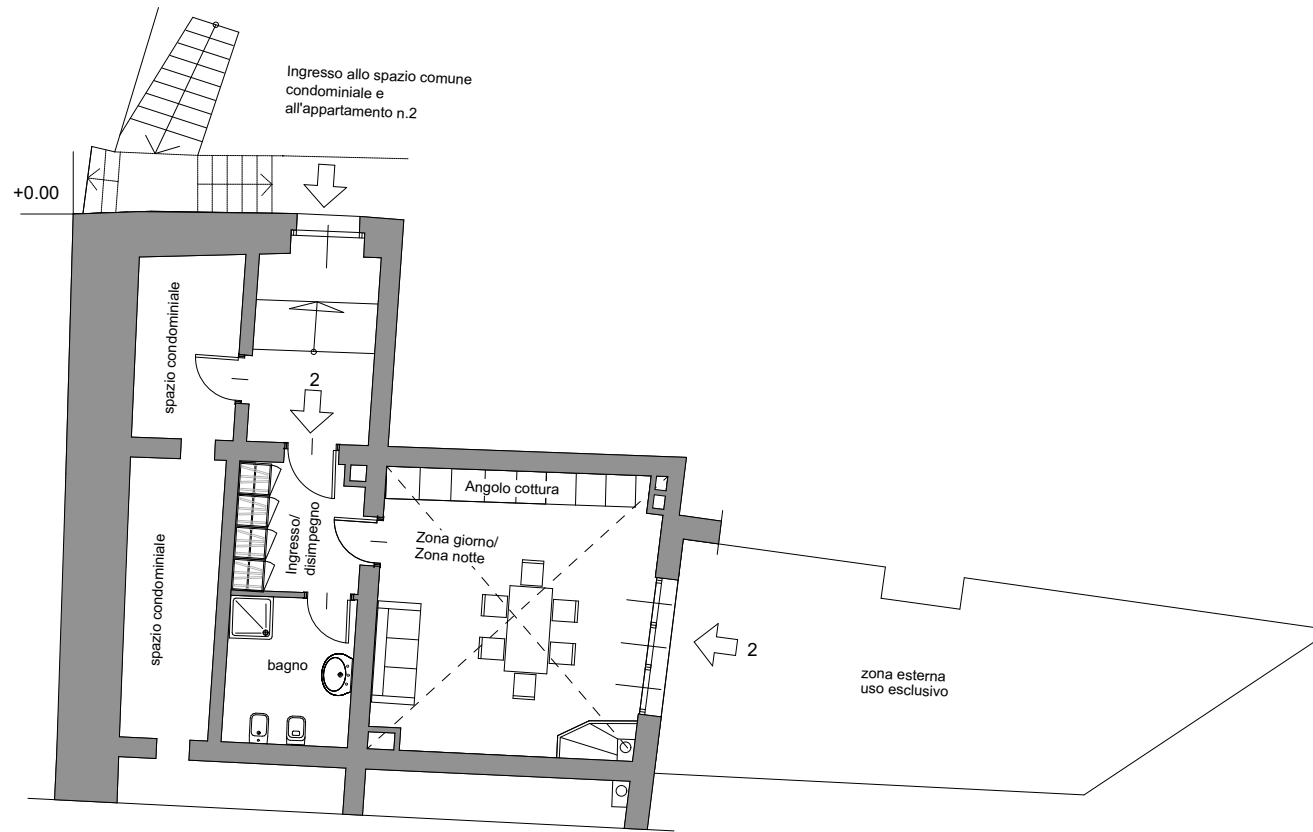 Ingresso allo spazio comune
condominiale e
all'appartamento n.2
+0.00
spazio condominiale
2
Angolo cottura
Ingresso/
disimpegno
Zona giorno/
Zona notte
spazio condominiale
bagno
2
zona esterna
uso esclusivo